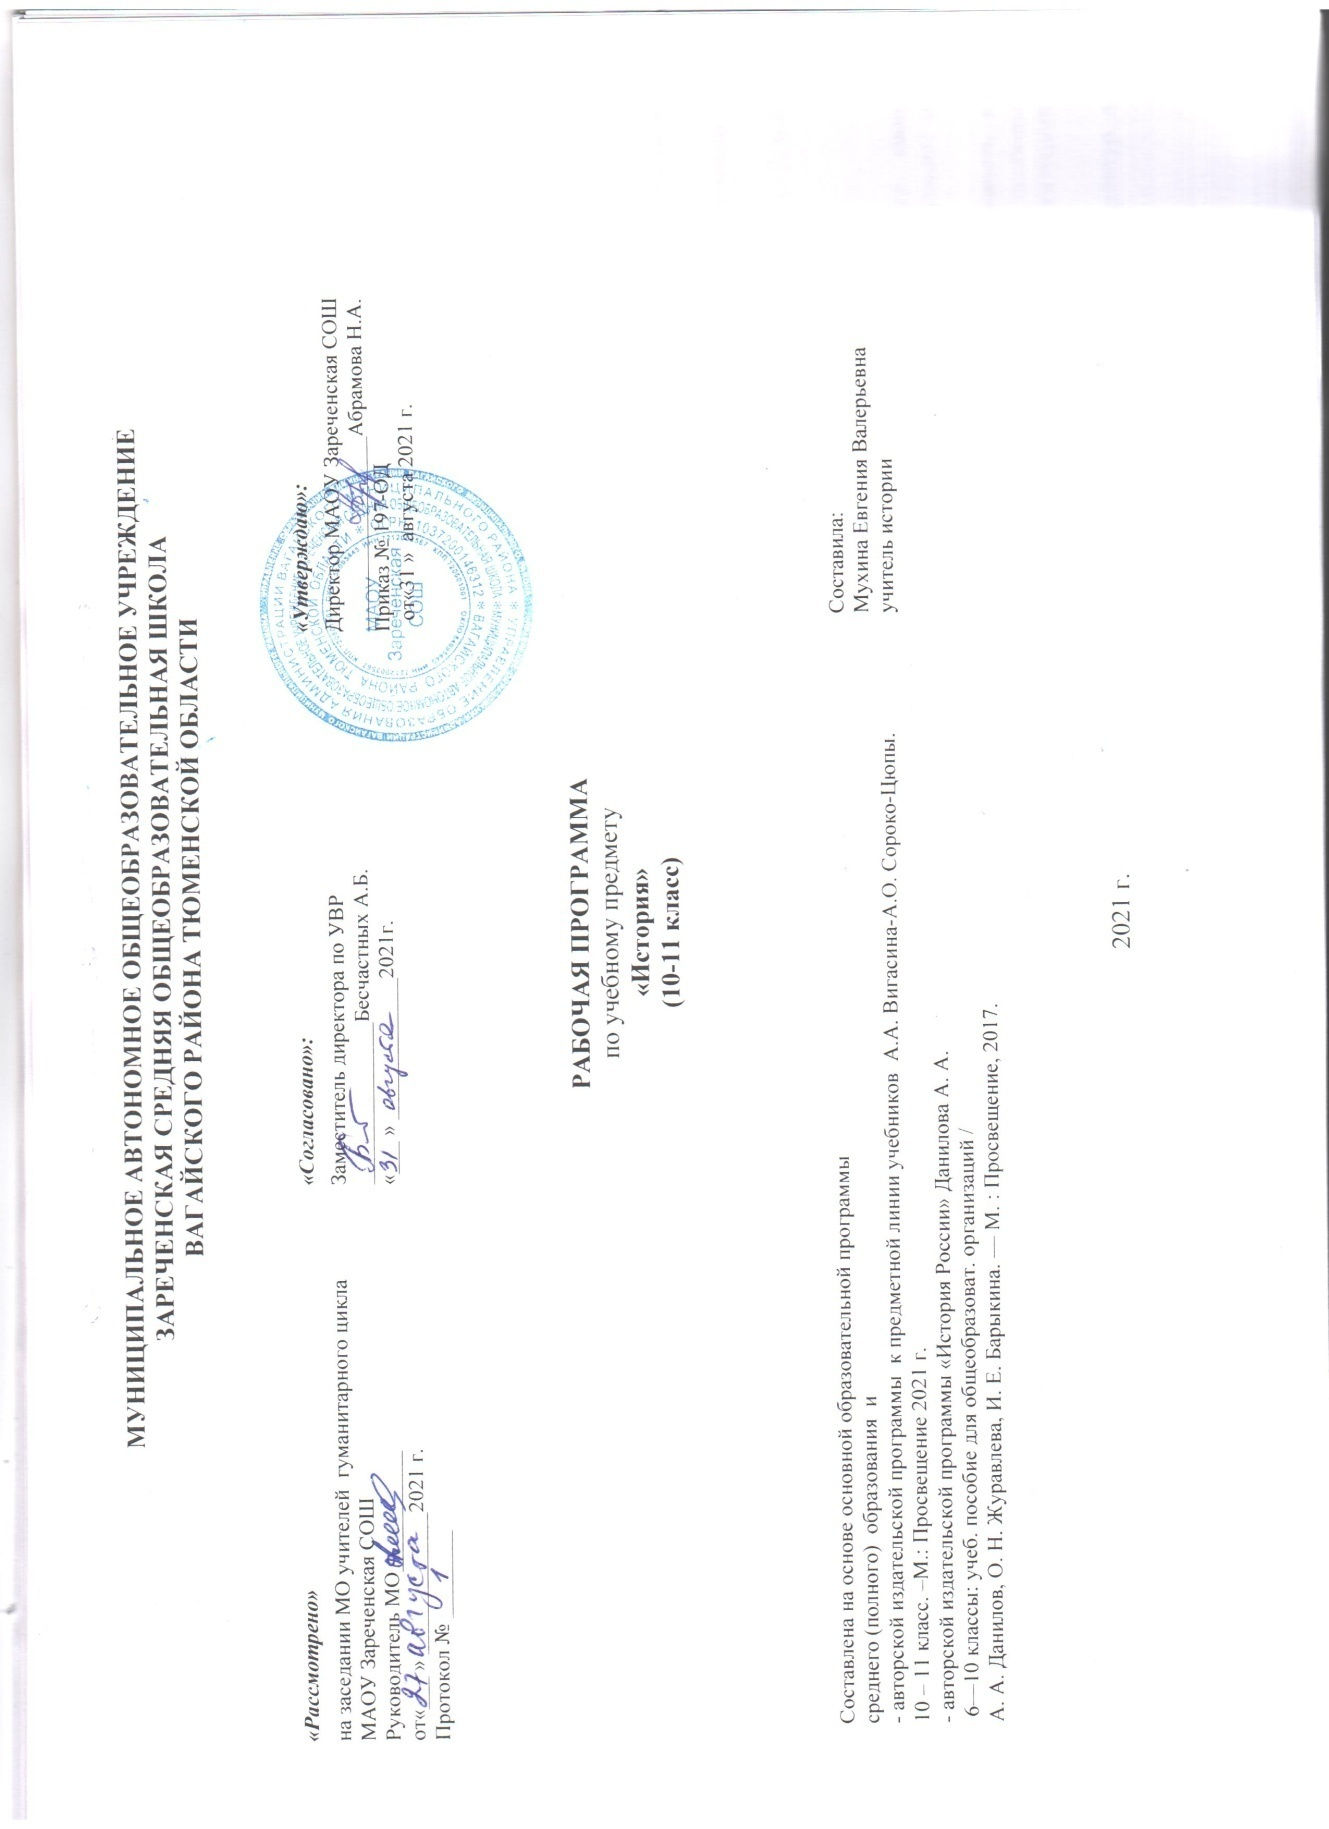 МУНИЦИПАЛЬНОЕ АВТОНОМНОЕ ОБЩЕОБРАЗОВАТЕЛЬНОЕ УЧРЕЖДЕНИЕ
ЗАРЕЧЕНСКАЯ СРЕДНЯЯ ОБЩЕОБРАЗОВАТЕЛЬНАЯ ШКОЛА
ВАГАЙСКОГО РАЙОНА ТЮМЕНСКОЙ ОБЛАСТИ
«Рассмотрено»
на заседании МО учителей гуманитарного цикла
МАОУ Зареченская СОШ
Руководитель МО
от«27» августа 2021 г.
Протокол № 1
«Согласовано»:
Заместитель директора по УВР
Бесчастных А.Б.
«31 » августа 2021г.
«Утверждаю»:
Директор МАОУ Зареченская СОШ
Абрамова Н.А.
Приказ № 197-ОД
от«31 » августа 2021 г.
МАОУ
Зареченская
СОШ
РАБОЧАЯ ПРОГРАММА
по учебному предмету
«История»
(10-11 класс)
Составлена на основе основной образовательной программы
среднего (полного) образования и
- авторской издательской программы к предметной линии учебников А.А. Вигасина-А.О. Сороко-Цюпы.
10 – 11 класс. –М.: Просвещение 2021 г.
- авторской издательской программы «История России» Данилова А. А.
6—10 классы: учеб. пособие для общеобразоват. организаций /
А. А. Данилов, О. Н. Журавлева, И. Е. Барыкина. — М. : Просвещение, 2017.
Составила:
Мухина Евгения Валерьевна
учитель истории
2021 г.